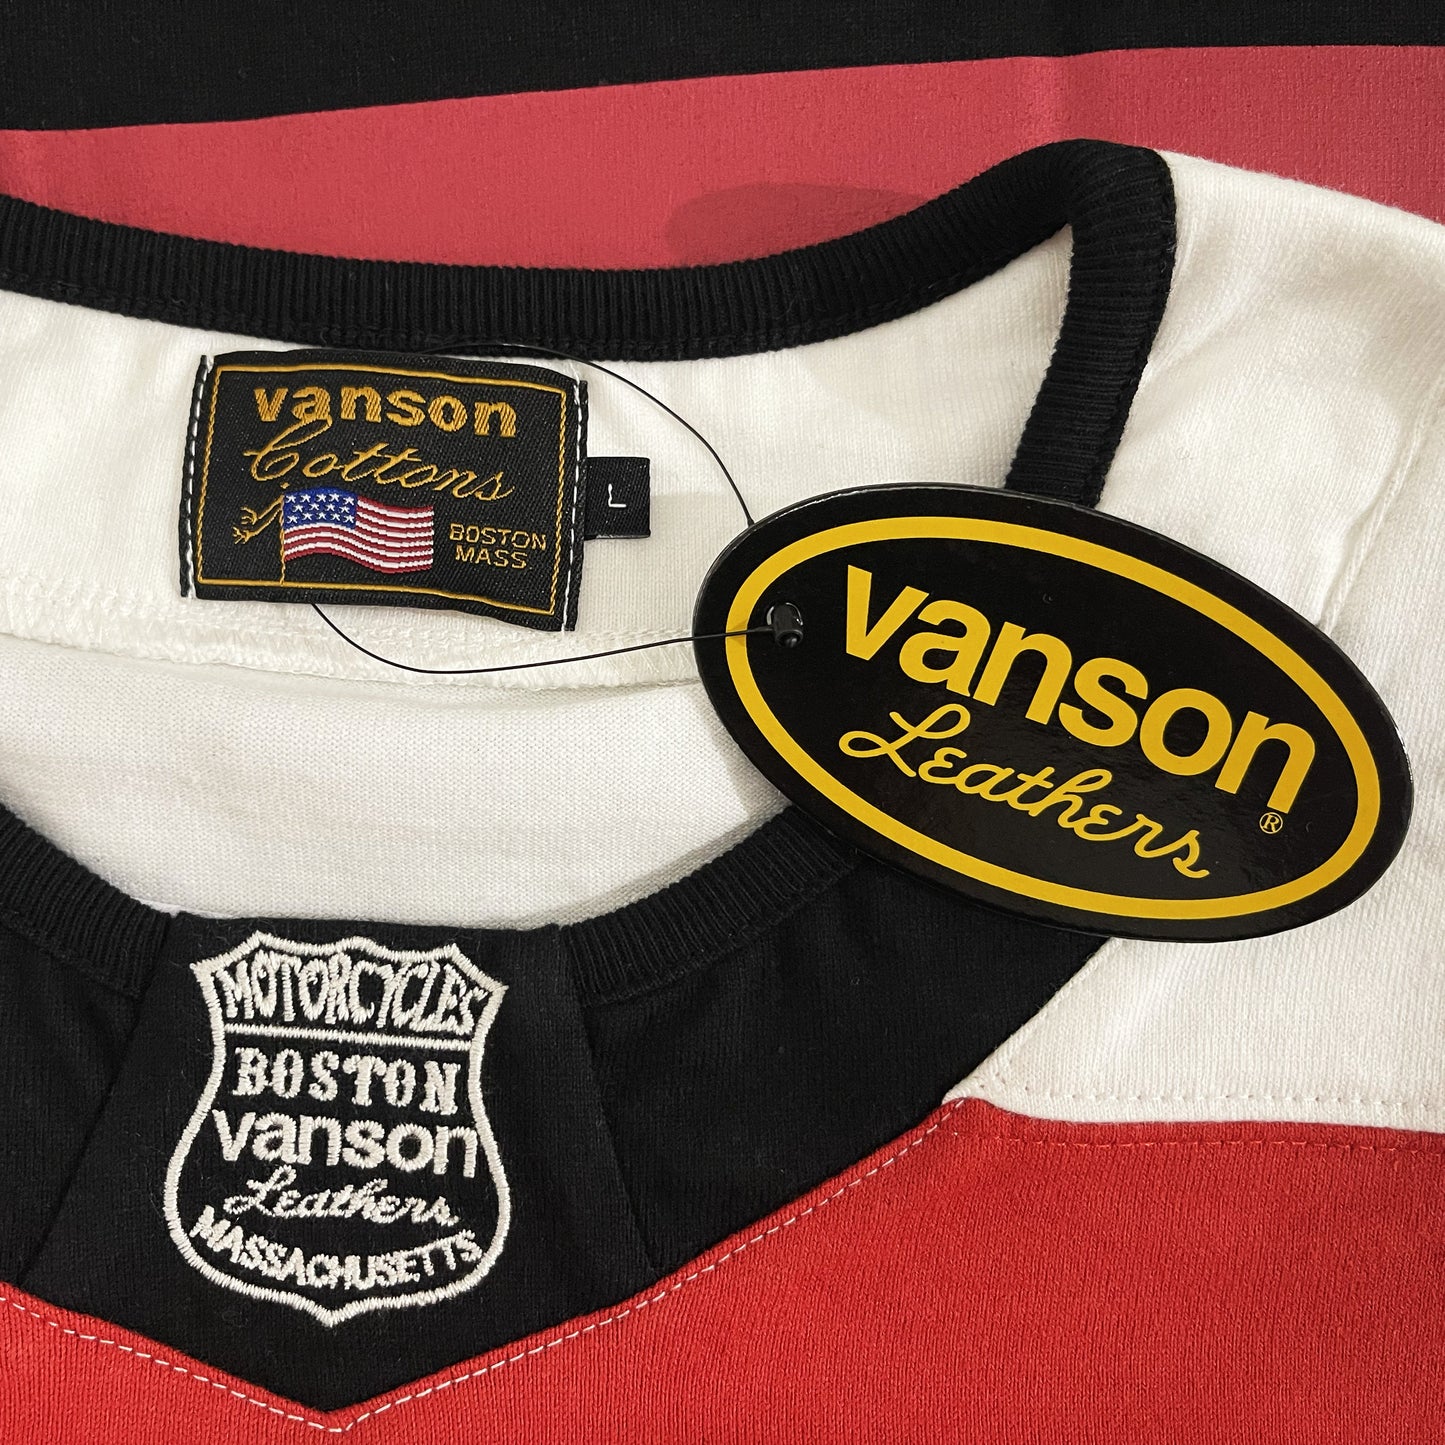 vanson
Cottons
BOSTON
MASS
L
vanson
Leathers
®
MOTORCYCLES
BOSTON
vanson
Leathers
MASSACHUSETTS